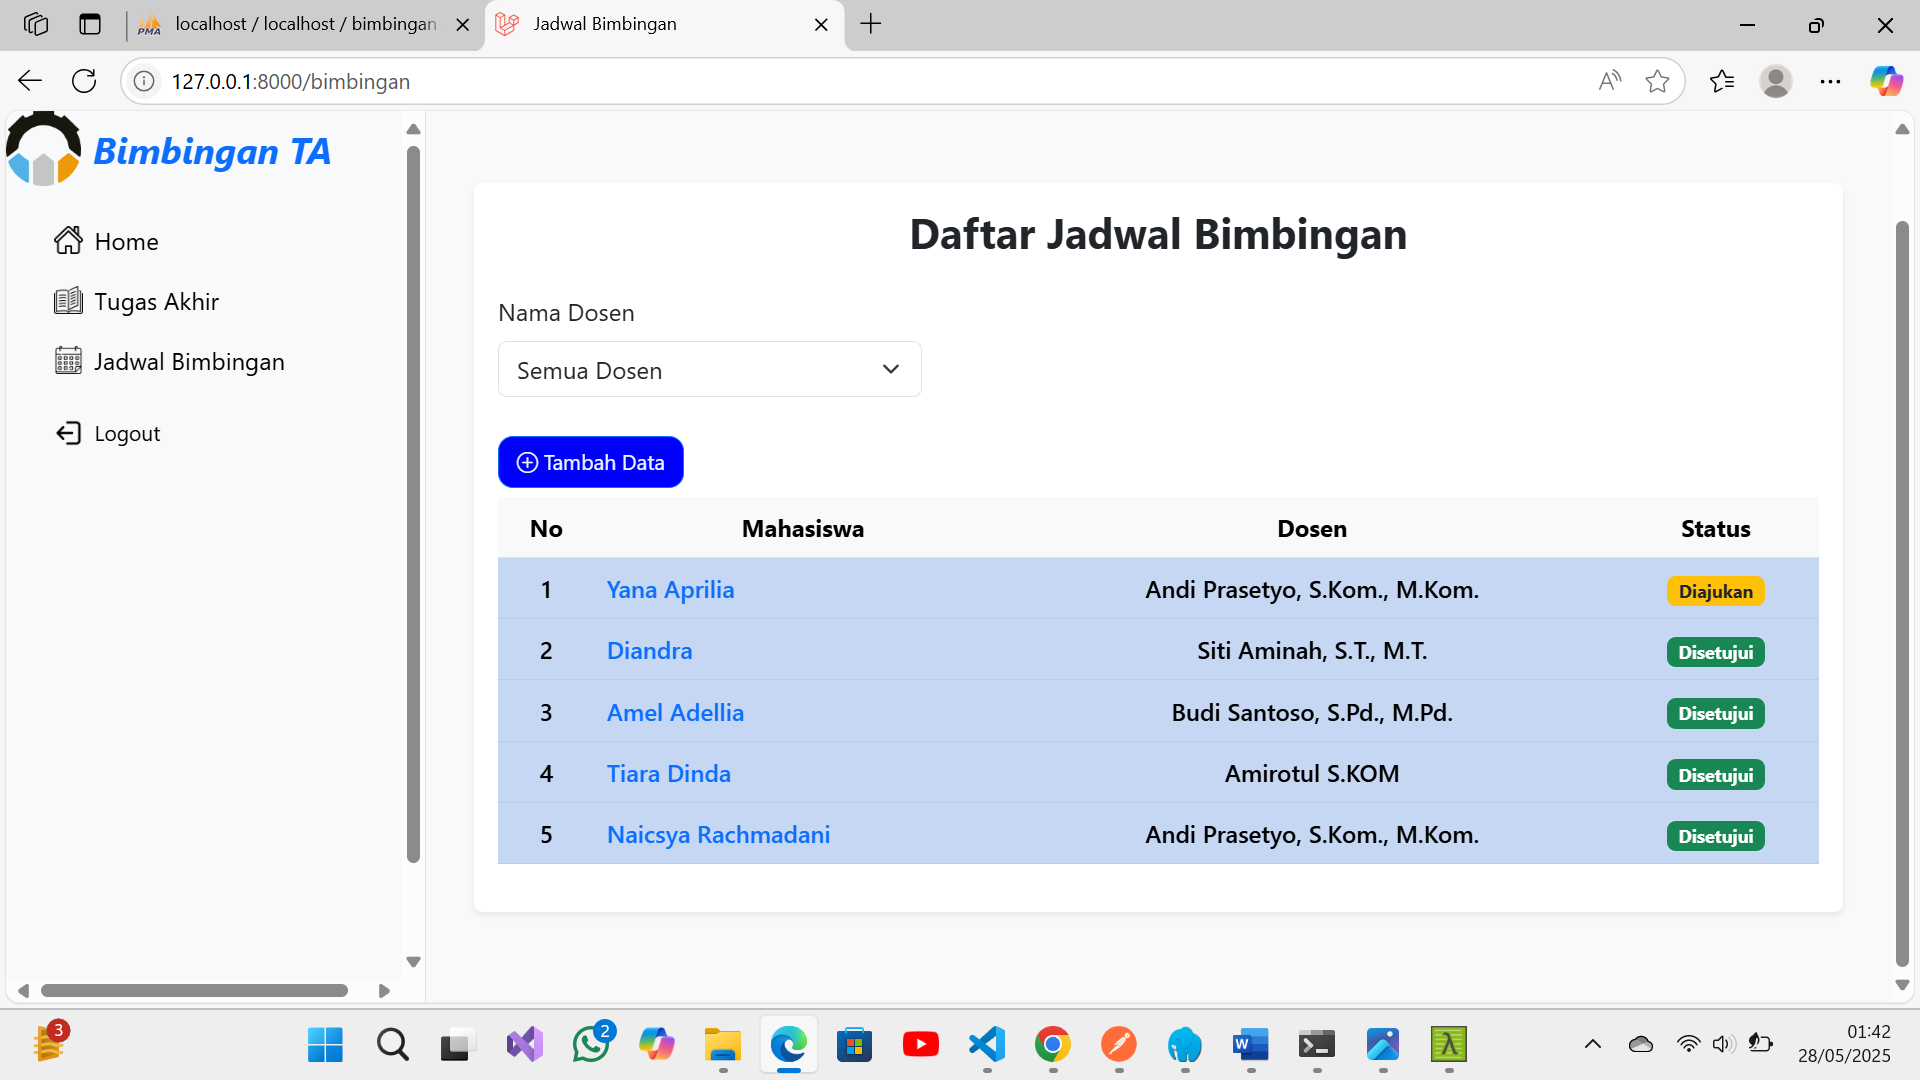 localhost / localhost / bimbingan
Jadwal Bimbingan
127.0.0.1:8000/bimbingan
Bimbingan TA
Home
Tugas Akhir
Jadwal Bimbingan
Logout
Daftar Jadwal Bimbingan
Nama Dosen
Semua Dosen
Tambah Data
No Mahasiswa Dosen Status
1 Yana Aprilia Andi Prasetyo, S.Kom., M.Kom. Diajukan
2 Diandra Siti Aminah, S.T., M.T. Disetujui
3 Amel Adellia Budi Santoso, S.Pd., M.Pd. Disetujui
4 Tiara Dinda Amirotul S.KOM Disetujui
5 Naicsya Rachmadani Andi Prasetyo, S.Kom., M.Kom. Disetujui
3
2
01:42
28/05/2025